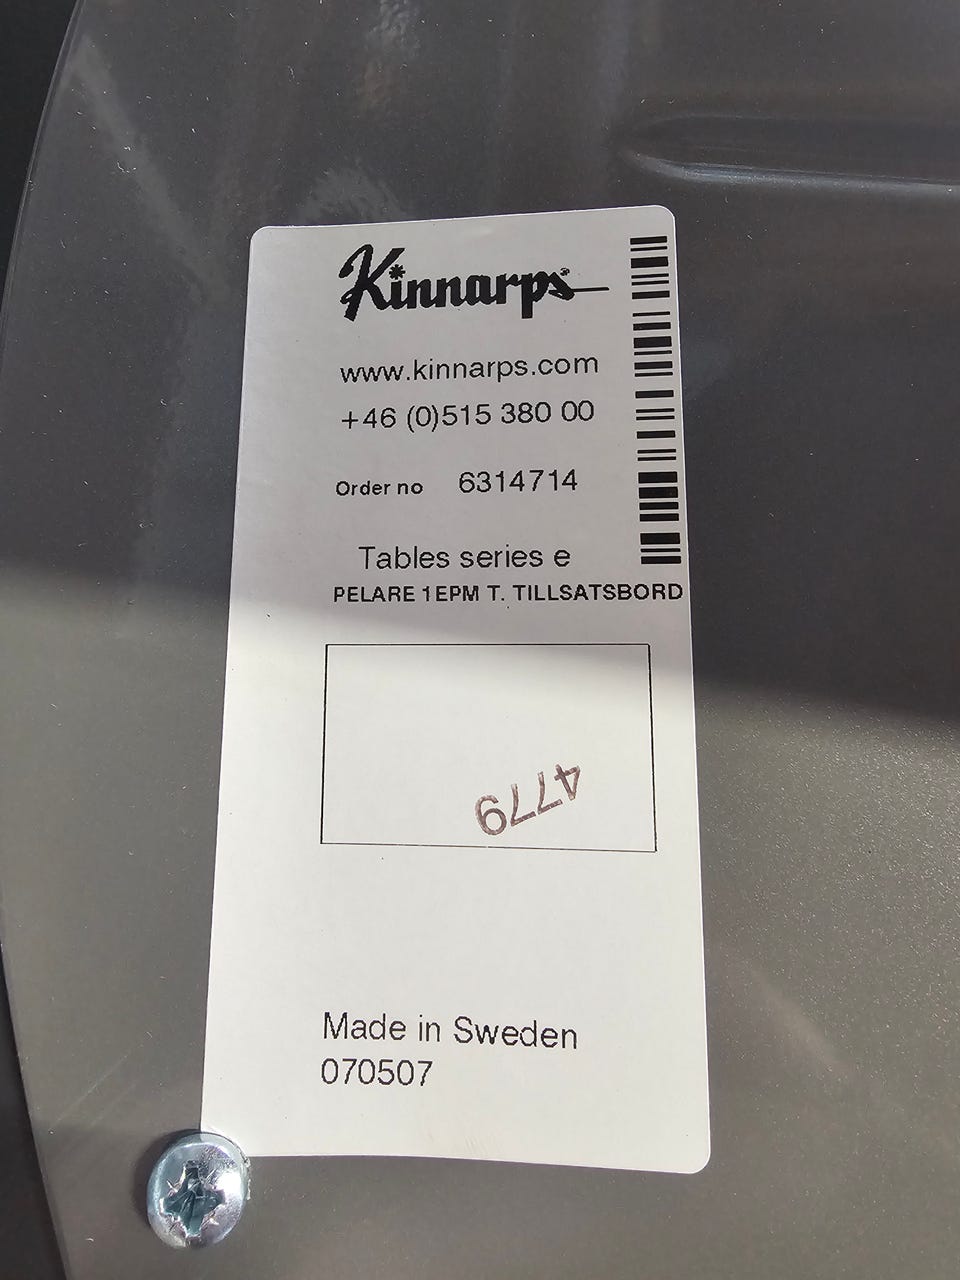 Kinnarps
www.kinnarps.com
+46 (0)515 380 00
Order no 6314714
Tables series e
PELARE 1EPM T. TILLSATSBORD
4779
Made in Sweden
070507